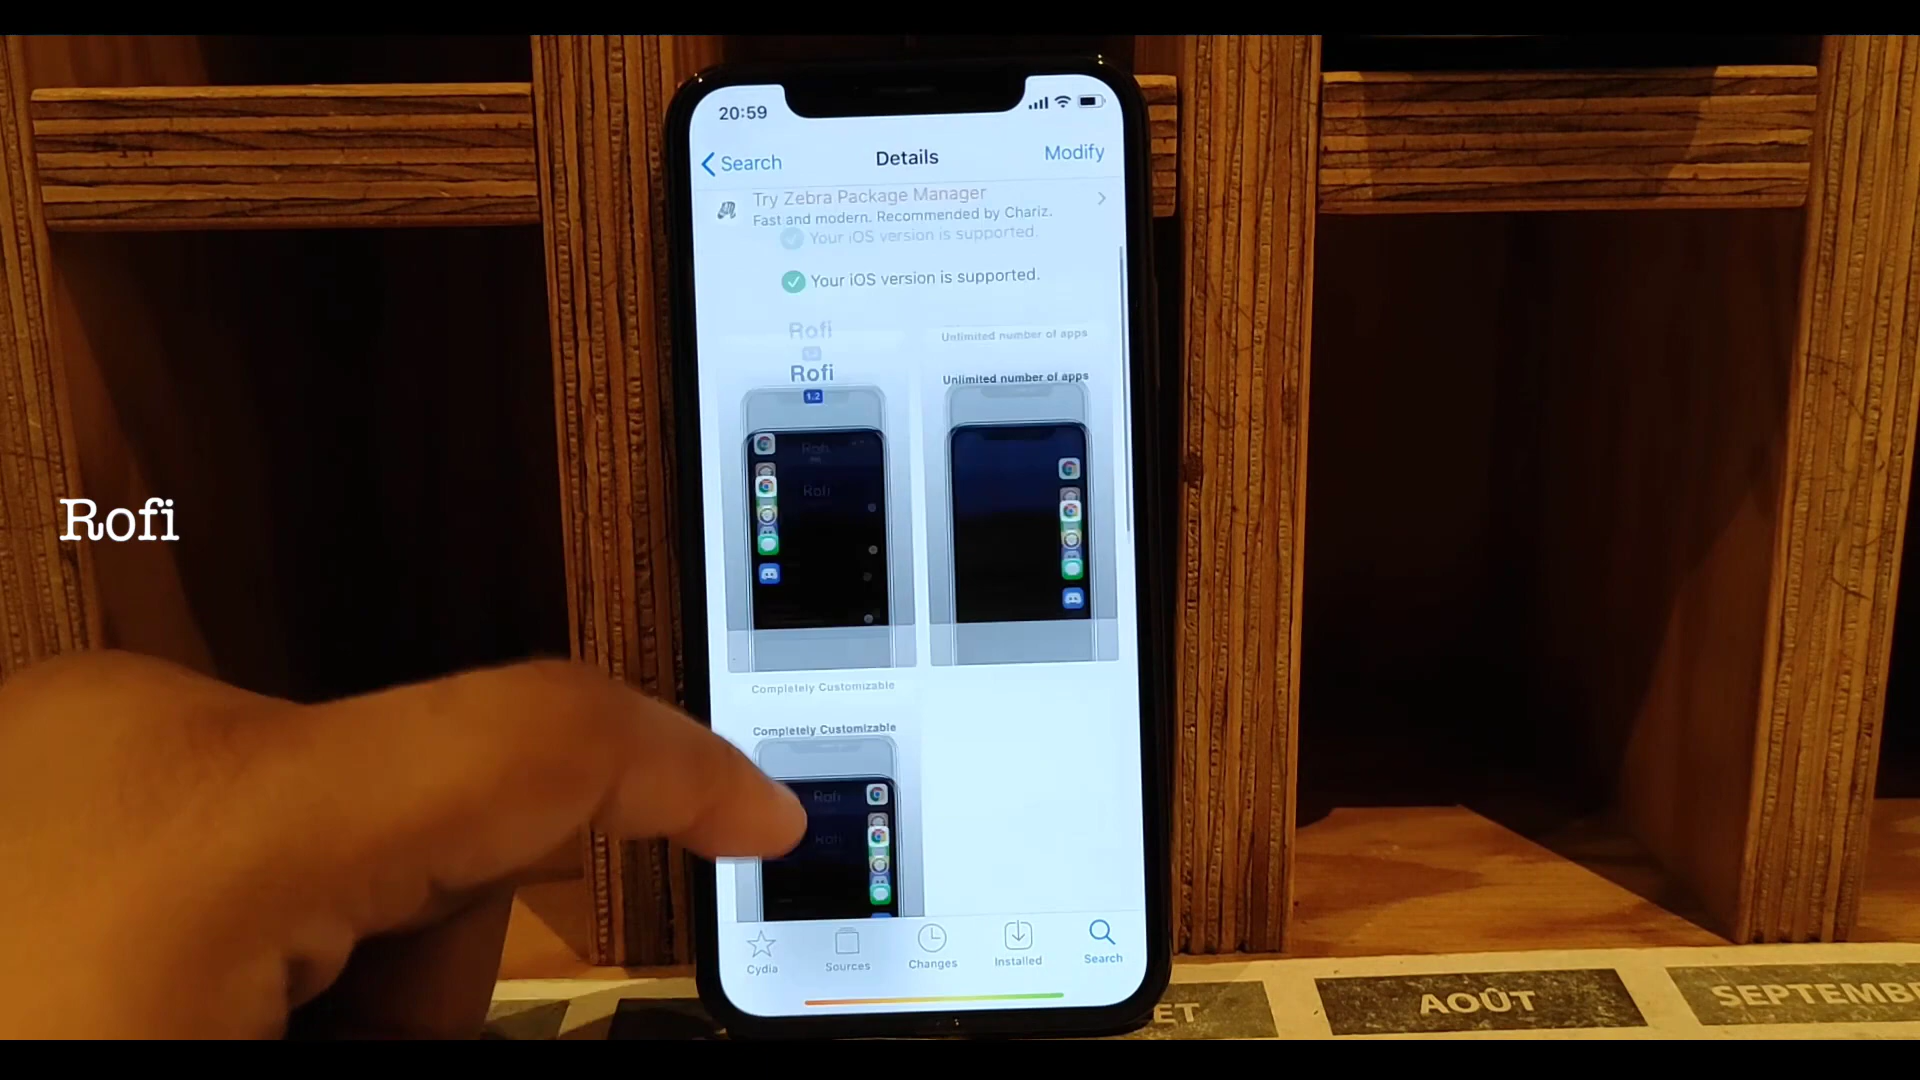 20:59
Search
Details
Modify
Try Zebra Package Manager
Fast and modern. Recommended by Chariz.
Your iOS version is supported.
Your iOS version is supported.
Rofi
Unlimited number of apps
Rofi
1.2
Unlimited number of apps
Rofi
Rofi
Rofi
Completely Customizable
Completely Customizable
Rofi
Rofi
Cydia
Sources
Changes
Installed
Search
ET
AOÛT
SEPTEMB